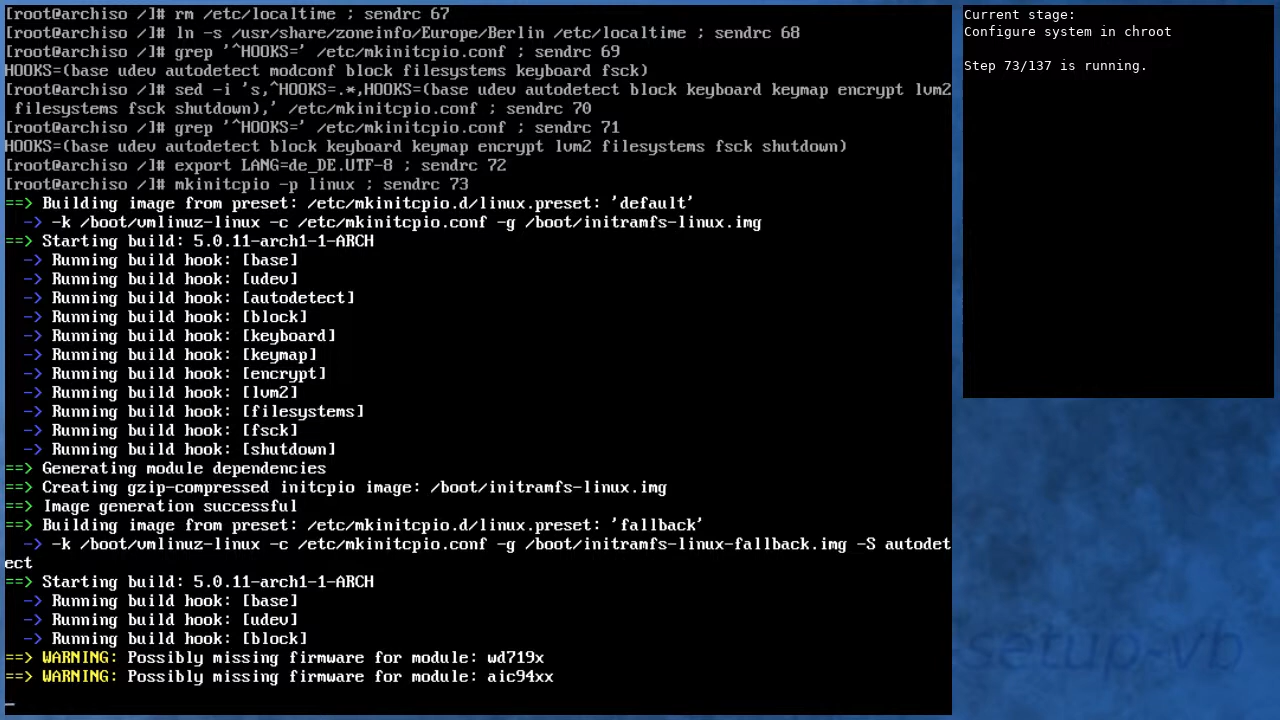 [root@archiso /]# rm /etc/localtime ; sendrc 67
[root@archiso /]# ln -s /usr/share/zoneinfo/Europe/Berlin /etc/localtime ; sendrc 68
[root@archiso /]# grep '^HOOKS=' /etc/mkinitcpio.conf ; sendrc 69
HOOKS=(base udev autodetect modconf block filesystems keyboard fsck)
[root@archiso /]# sed -i 's,^HOOKS=.*,HOOKS=(base udev autodetect block keyboard keymap encrypt lvm2
 filesystems fsck shutdown),' /etc/mkinitcpio.conf ; sendrc 70
[root@archiso /]# grep '^HOOKS=' /etc/mkinitcpio.conf ; sendrc 71
HOOKS=(base udev autodetect block keyboard keymap encrypt lvm2 filesystems fsck shutdown)
[root@archiso /]# export LANG=de_DE.UTF-8 ; sendrc 72
[root@archiso /]# mkinitcpio -p linux ; sendrc 73
==> Building image from preset: /etc/mkinitcpio.d/linux.preset: 'default'
  -> -k /boot/vmlinuz-linux -c /etc/mkinitcpio.conf -g /boot/initramfs-linux.img
==> Starting build: 5.0.11-arch1-1-ARCH
  -> Running build hook: [base]
  -> Running build hook: [udev]
  -> Running build hook: [autodetect]
  -> Running build hook: [block]
  -> Running build hook: [keyboard]
  -> Running build hook: [keymap]
  -> Running build hook: [encrypt]
  -> Running build hook: [lvm2]
  -> Running build hook: [filesystems]
  -> Running build hook: [fsck]
  -> Running build hook: [shutdown]
==> Generating module dependencies
==> Creating gzip-compressed initcpio image: /boot/initramfs-linux.img
==> Image generation successful
==> Building image from preset: /etc/mkinitcpio.d/linux.preset: 'fallback'
  -> -k /boot/vmlinuz-linux -c /etc/mkinitcpio.conf -g /boot/initramfs-linux-fallback.img -S autodet
ect
==> Starting build: 5.0.11-arch1-1-ARCH
  -> Running build hook: [base]
  -> Running build hook: [udev]
  -> Running build hook: [block]
==> WARNING: Possibly missing firmware for module: wd719x
==> WARNING: Possibly missing firmware for module: aic94xx
Current stage:
Configure system in chroot
Step 73/137 is running.
setup-vb